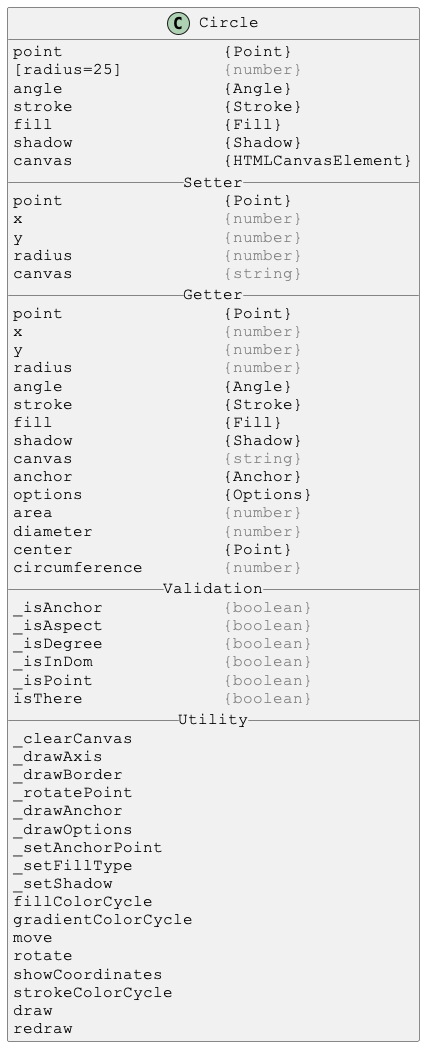 C Circle
point {Point}
[radius=25] {number}
angle {Angle}
stroke {Stroke}
fill {Fill}
shadow {Shadow}
canvas {HTMLCanvasElement}
Setter
point {Point}
x {number}
y {number}
radius {number}
canvas {string}
Getter
point {Point}
x {number}
y {number}
radius {number}
angle {Angle}
stroke {Stroke}
fill {Fill}
shadow {Shadow}
canvas {string}
anchor {Anchor}
options {Options}
area {number}
diameter {number}
center {Point}
circumference {number}
Validation
_isAnchor {boolean}
_isAspect {boolean}
_isDegree {boolean}
_isInDom {boolean}
_isPoint {boolean}
isThere {boolean}
Utility
_clearCanvas
_drawAxis
_drawBorder
_rotatePoint
_drawAnchor
_drawOptions
_setAnchorPoint
_setFillType
_setShadow
fillColorCycle
gradientColorCycle
move
rotate
showCoordinates
strokeColorCycle
draw
redraw